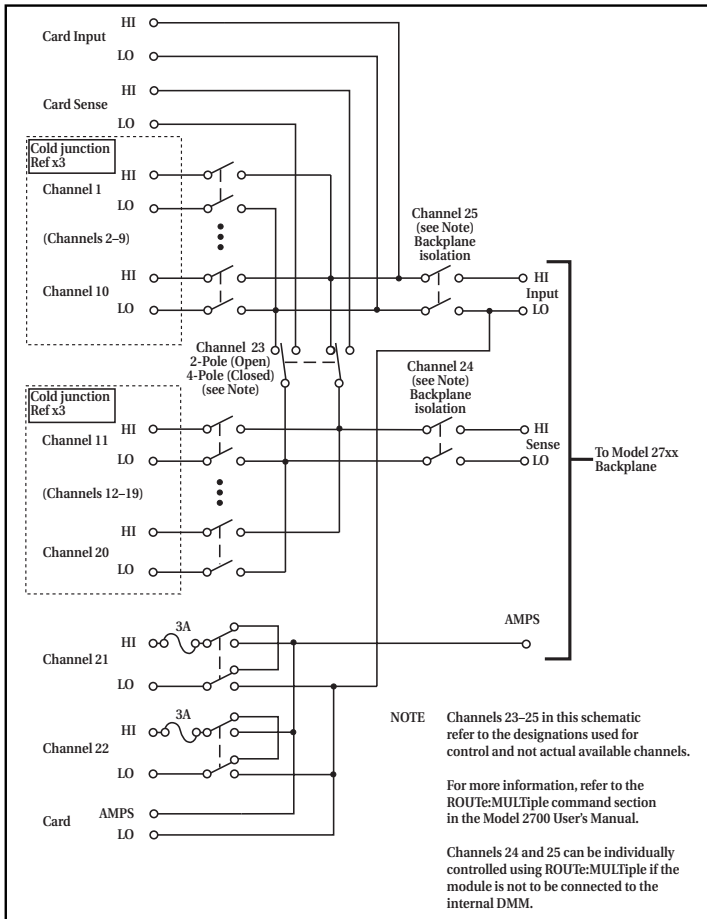 HI
Card Input
LO
HI
Card Sense
LO
Cold junction
Ref x3
HI
Channel 1
LO
(Channels 2–9)
HI
Channel 10
LO
Channel 25
(see Note)
Backplane
isolation
HI
Input
LO
Channel 23
2-Pole (Open)
4-Pole (Closed)
(see Note)
Channel 24
(see Note)
Backplane
isolation
Cold junction
Ref x3
HI
Channel 11
LO
(Channels 12–19)
HI
Channel 20
LO
HI
Sense
LO
To Model 27xx
Backplane
AMPS
3A
HI
Channel 21
LO
3A
HI
Channel 22
LO
AMPS
Card
LO
NOTE Channels 23–25 in this schematic
refer to the designations used for
control and not actual available channels.
For more information, refer to the
ROUTe:MULTiple command section
in the Model 2700 User's Manual.
Channels 24 and 25 can be individually
controlled using ROUTe:MULTiple if the
module is not to be connected to the
internal DMM.